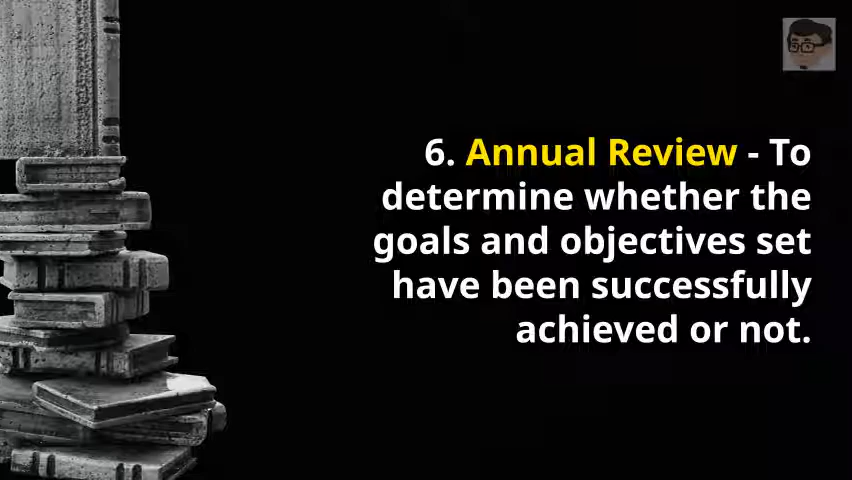 6. Annual Review - To
determine whether the
goals and objectives set
have been successfully
achieved or not.